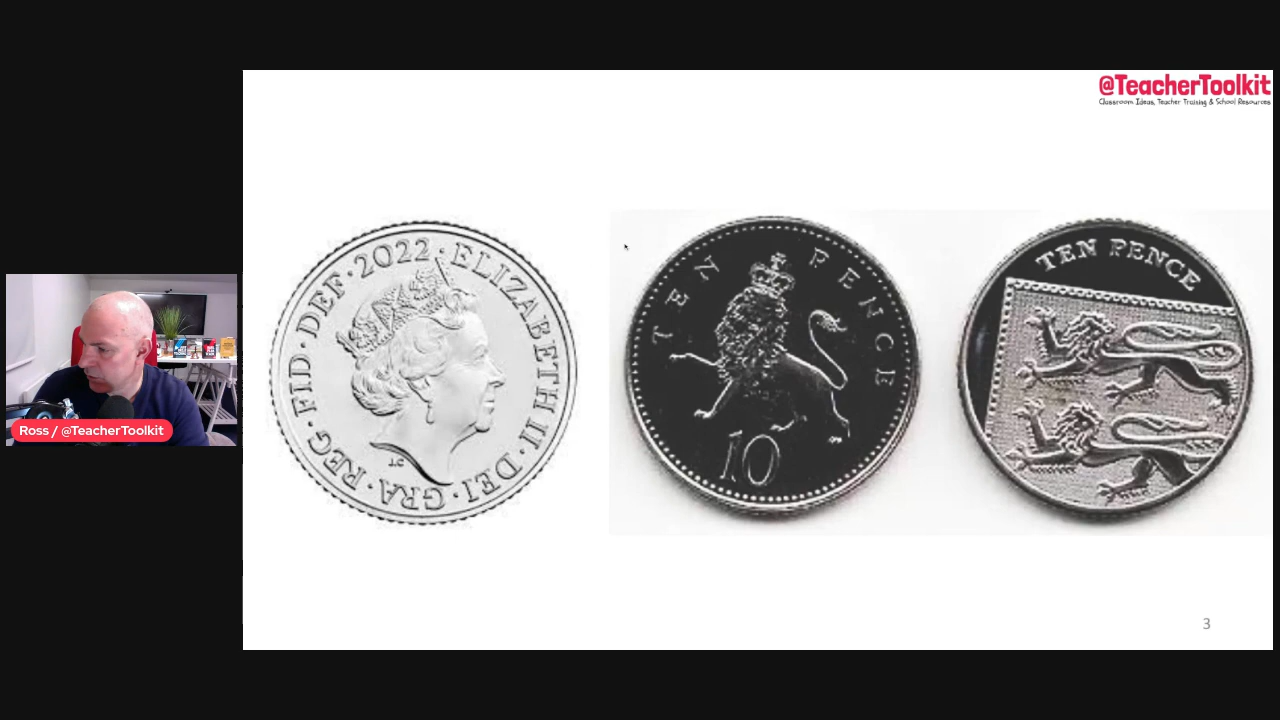 @TeacherToolkit
Classroom Ideas, Teacher Training & School Resources
ELIZABETH II · DEI · GRA · REG · FID · DEF · 2022 ·
J.C
TEN PENCE
10
TEN PENCE
Ross / @TeacherToolkit
3